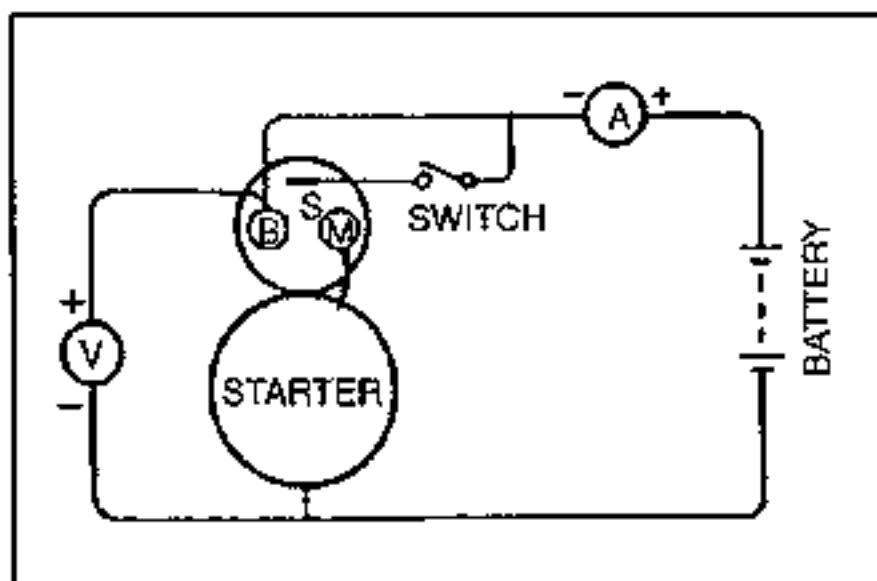 − A +
S
SWITCH
B M
+
V
−
STARTER
BATTERY